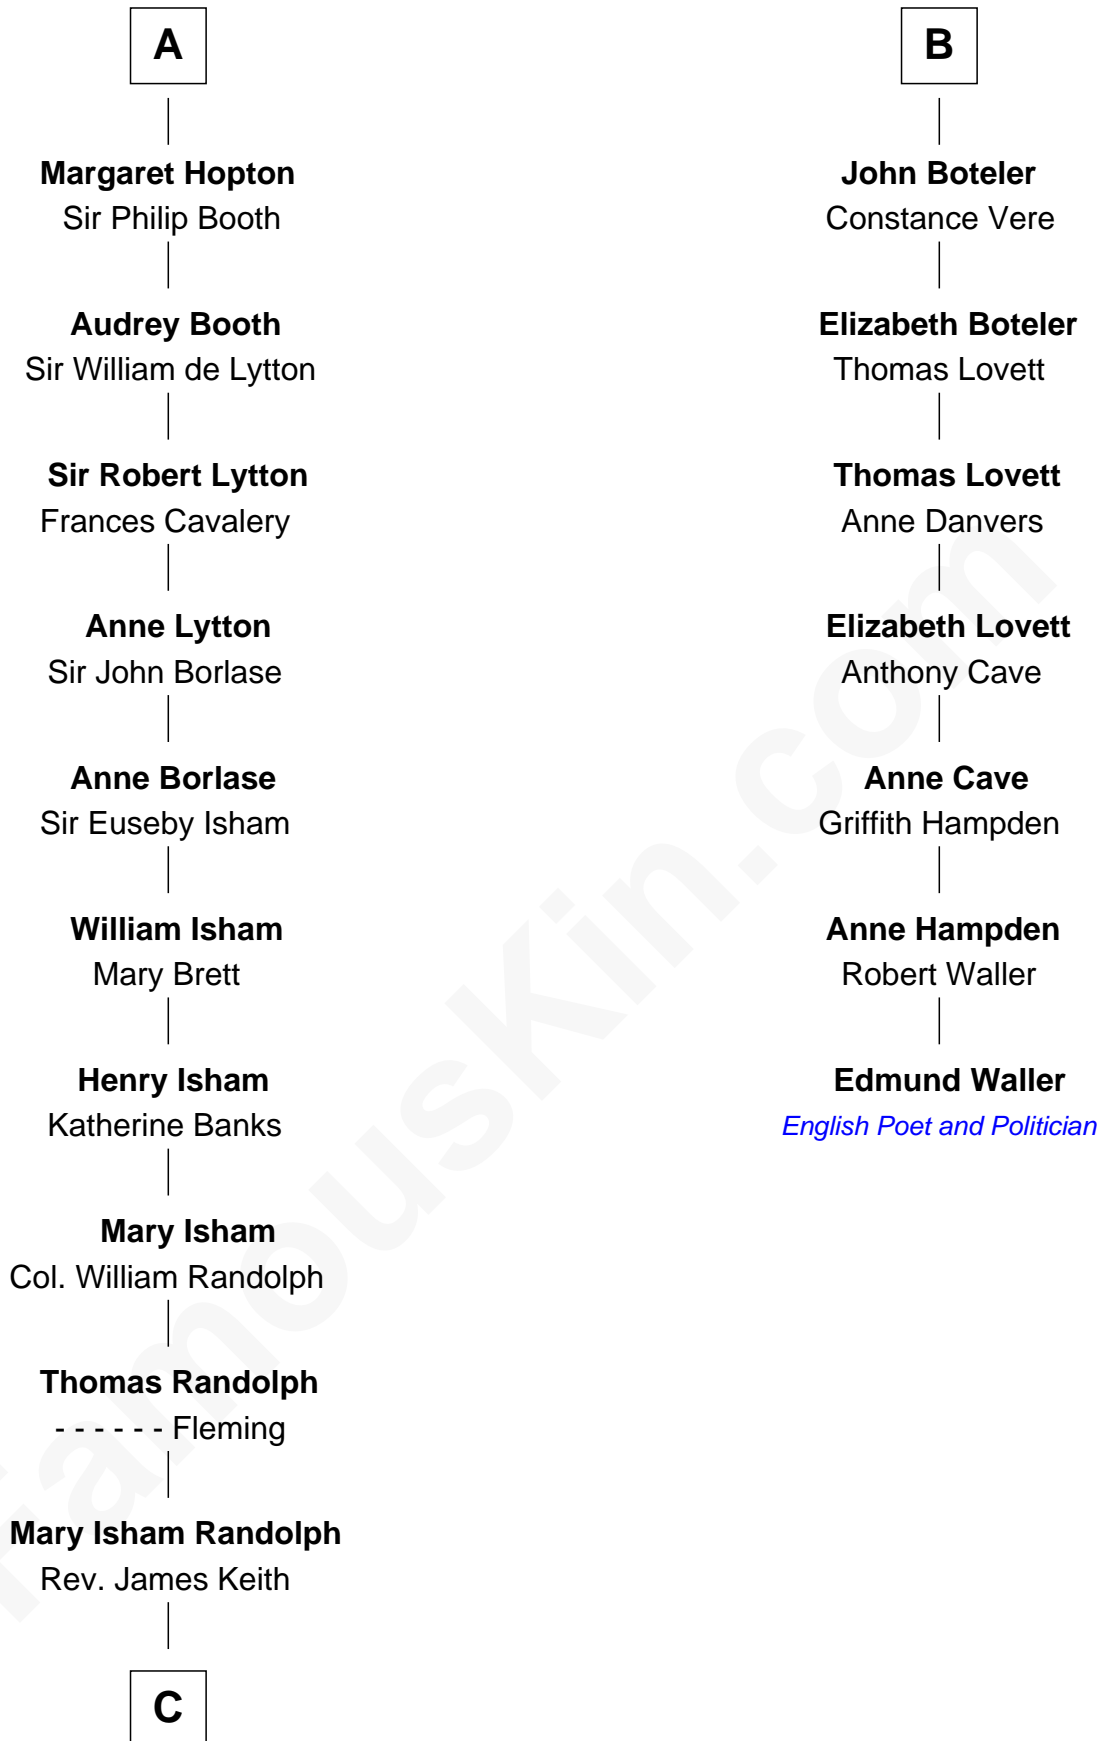 A
Margaret Hopton
Sir Philip Booth
Audrey Booth
Sir William de Lytton
Sir Robert Lytton
Frances Cavalery
Anne Lytton
Sir John Borlase
Anne Borlase
Sir Euseby Isham
William Isham
Mary Brett
Henry Isham
Katherine Banks
Mary Isham
Col. William Randolph
Thomas Randolph
- - - - - - Fleming
Mary Isham Randolph
Rev. James Keith
C
B
John Boteler
Constance Vere
Elizabeth Boteler
Thomas Lovett
Thomas Lovett
Anne Danvers
Elizabeth Lovett
Anthony Cave
Anne Cave
Griffith Hampden
Anne Hampden
Robert Waller
Edmund Waller
English Poet and Politician
FamousKin.com